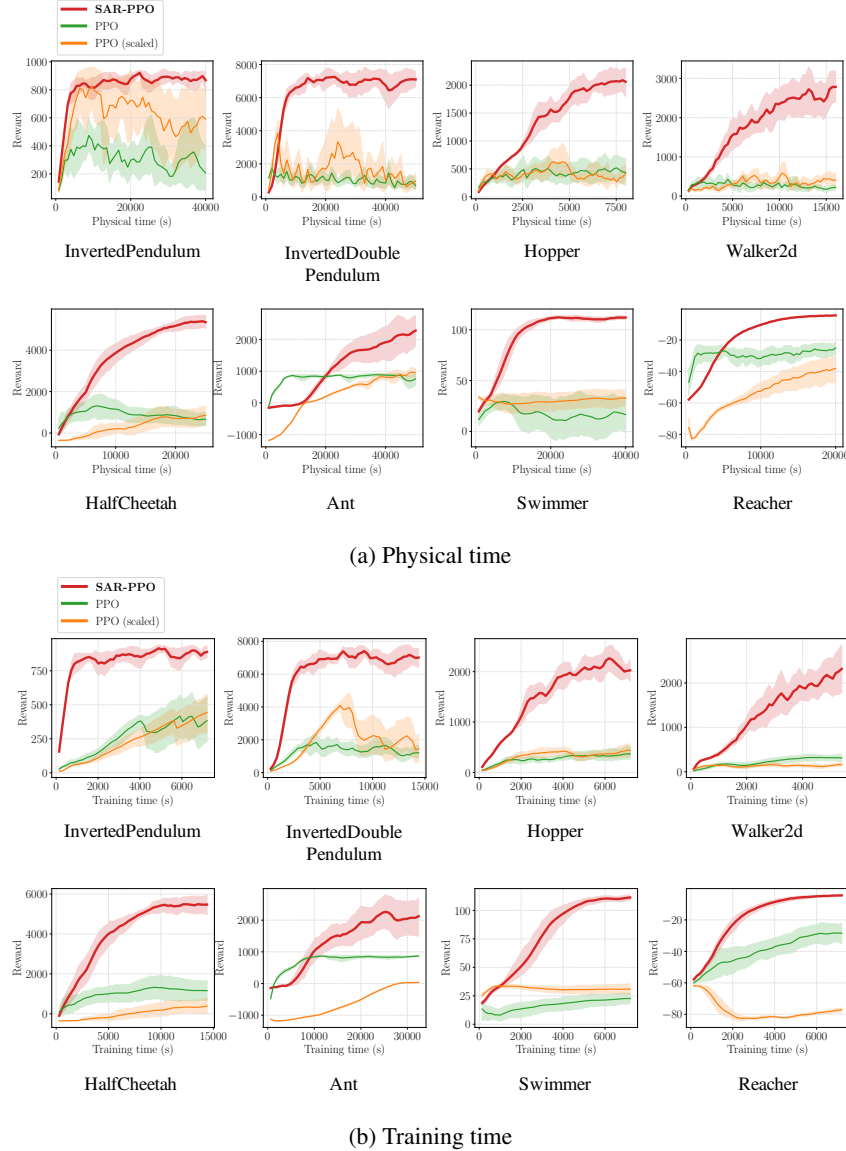 SAR-PPO
PPO
PPO (scaled)
1000
800
600
400
200
0
20000
40000
Reward
Physical time (s)
InvertedPendulum
8000
6000
4000
2000
0
0
20000
40000
Reward
Physical time (s)
InvertedDouble
Pendulum
2000
1500
1000
500
0
0
2500
5000
7500
Reward
Physical time (s)
Hopper
3000
2000
1000
0
0
5000
10000
15000
Reward
Physical time (s)
Walker2d
4000
2000
0
0
10000
20000
Reward
Physical time (s)
HalfCheetah
2000
1000
0
−1000
0
20000
40000
Reward
Physical time (s)
Ant
100
50
0
0
20000
40000
Reward
Physical time (s)
Swimmer
−20
−40
−60
−80
0
10000
20000
Reward
Physical time (s)
Reacher
(a) Physical time
SAR-PPO
PPO
PPO (scaled)
750
500
250
0
0
2000
4000
6000
Reward
Training time (s)
InvertedPendulum
8000
6000
4000
2000
0
0
5000
10000
15000
Reward
Training time (s)
InvertedDouble
Pendulum
2000
1000
0
0
2000
4000
6000
Reward
Training time (s)
Hopper
2000
1000
0
0
2000
4000
Reward
Training time (s)
Walker2d
6000
4000
2000
0
0
5000
10000
15000
Reward
Training time (s)
HalfCheetah
2000
1000
0
−1000
0
10000
20000
30000
Reward
Training time (s)
Ant
100
75
50
25
0
0
2000
4000
6000
Reward
Training time (s)
Swimmer
−20
−40
−60
−80
0
2000
4000
6000
Reward
Training time (s)
Reacher
(b) Training time